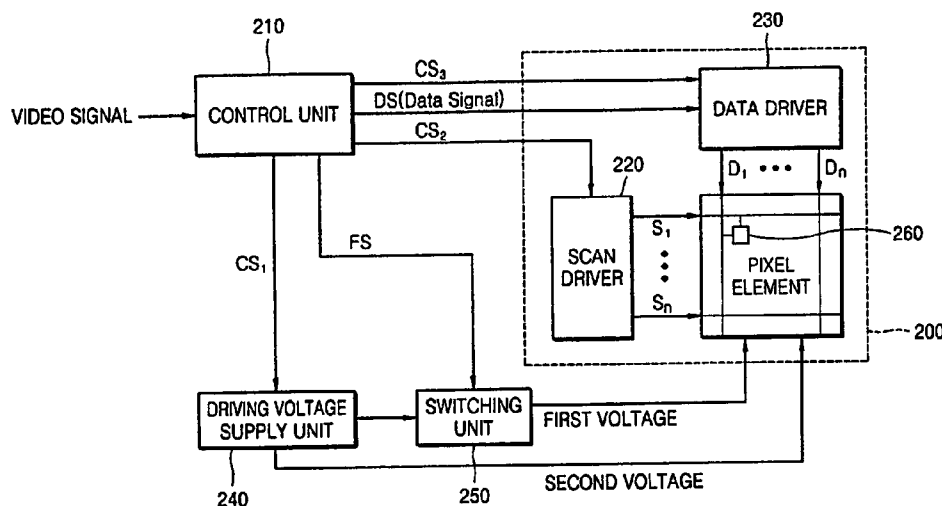 210
230
VIDEO SIGNAL
CONTROL UNIT
CS3
DS(Data Signal)
CS2
DATA DRIVER
D1 ••• Dn
220
SCAN DRIVER
S1
Sn
260
PIXEL ELEMENT
200
CS1
FS
DRIVING VOLTAGE
SUPPLY UNIT
SWITCHING
UNIT
FIRST VOLTAGE
240
250
SECOND VOLTAGE